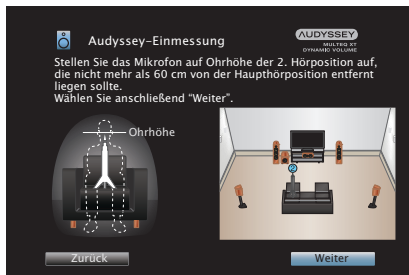 Audyssey-Einmessung
AUDYSSEY
MULTEQ XT
DYNAMIC VOLUME
Stellen Sie das Mikrofon auf Ohrhöhe der 2. Hörposition auf,
die nicht mehr als 60 cm von der Haupthörposition entfernt
liegen sollte.
Wählen Sie anschließend “Weiter”.
Ohrhöhe
Zurück
Weiter